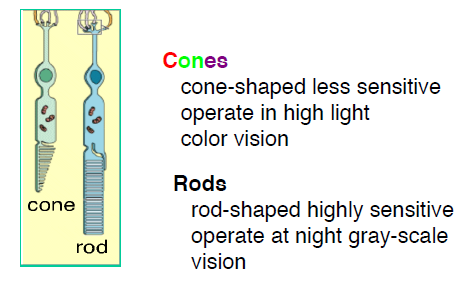 cone
rod
Cones
cone-shaped less sensitive
operate in high light
color vision
Rods
rod-shaped highly sensitive
operate at night gray-scale
vision